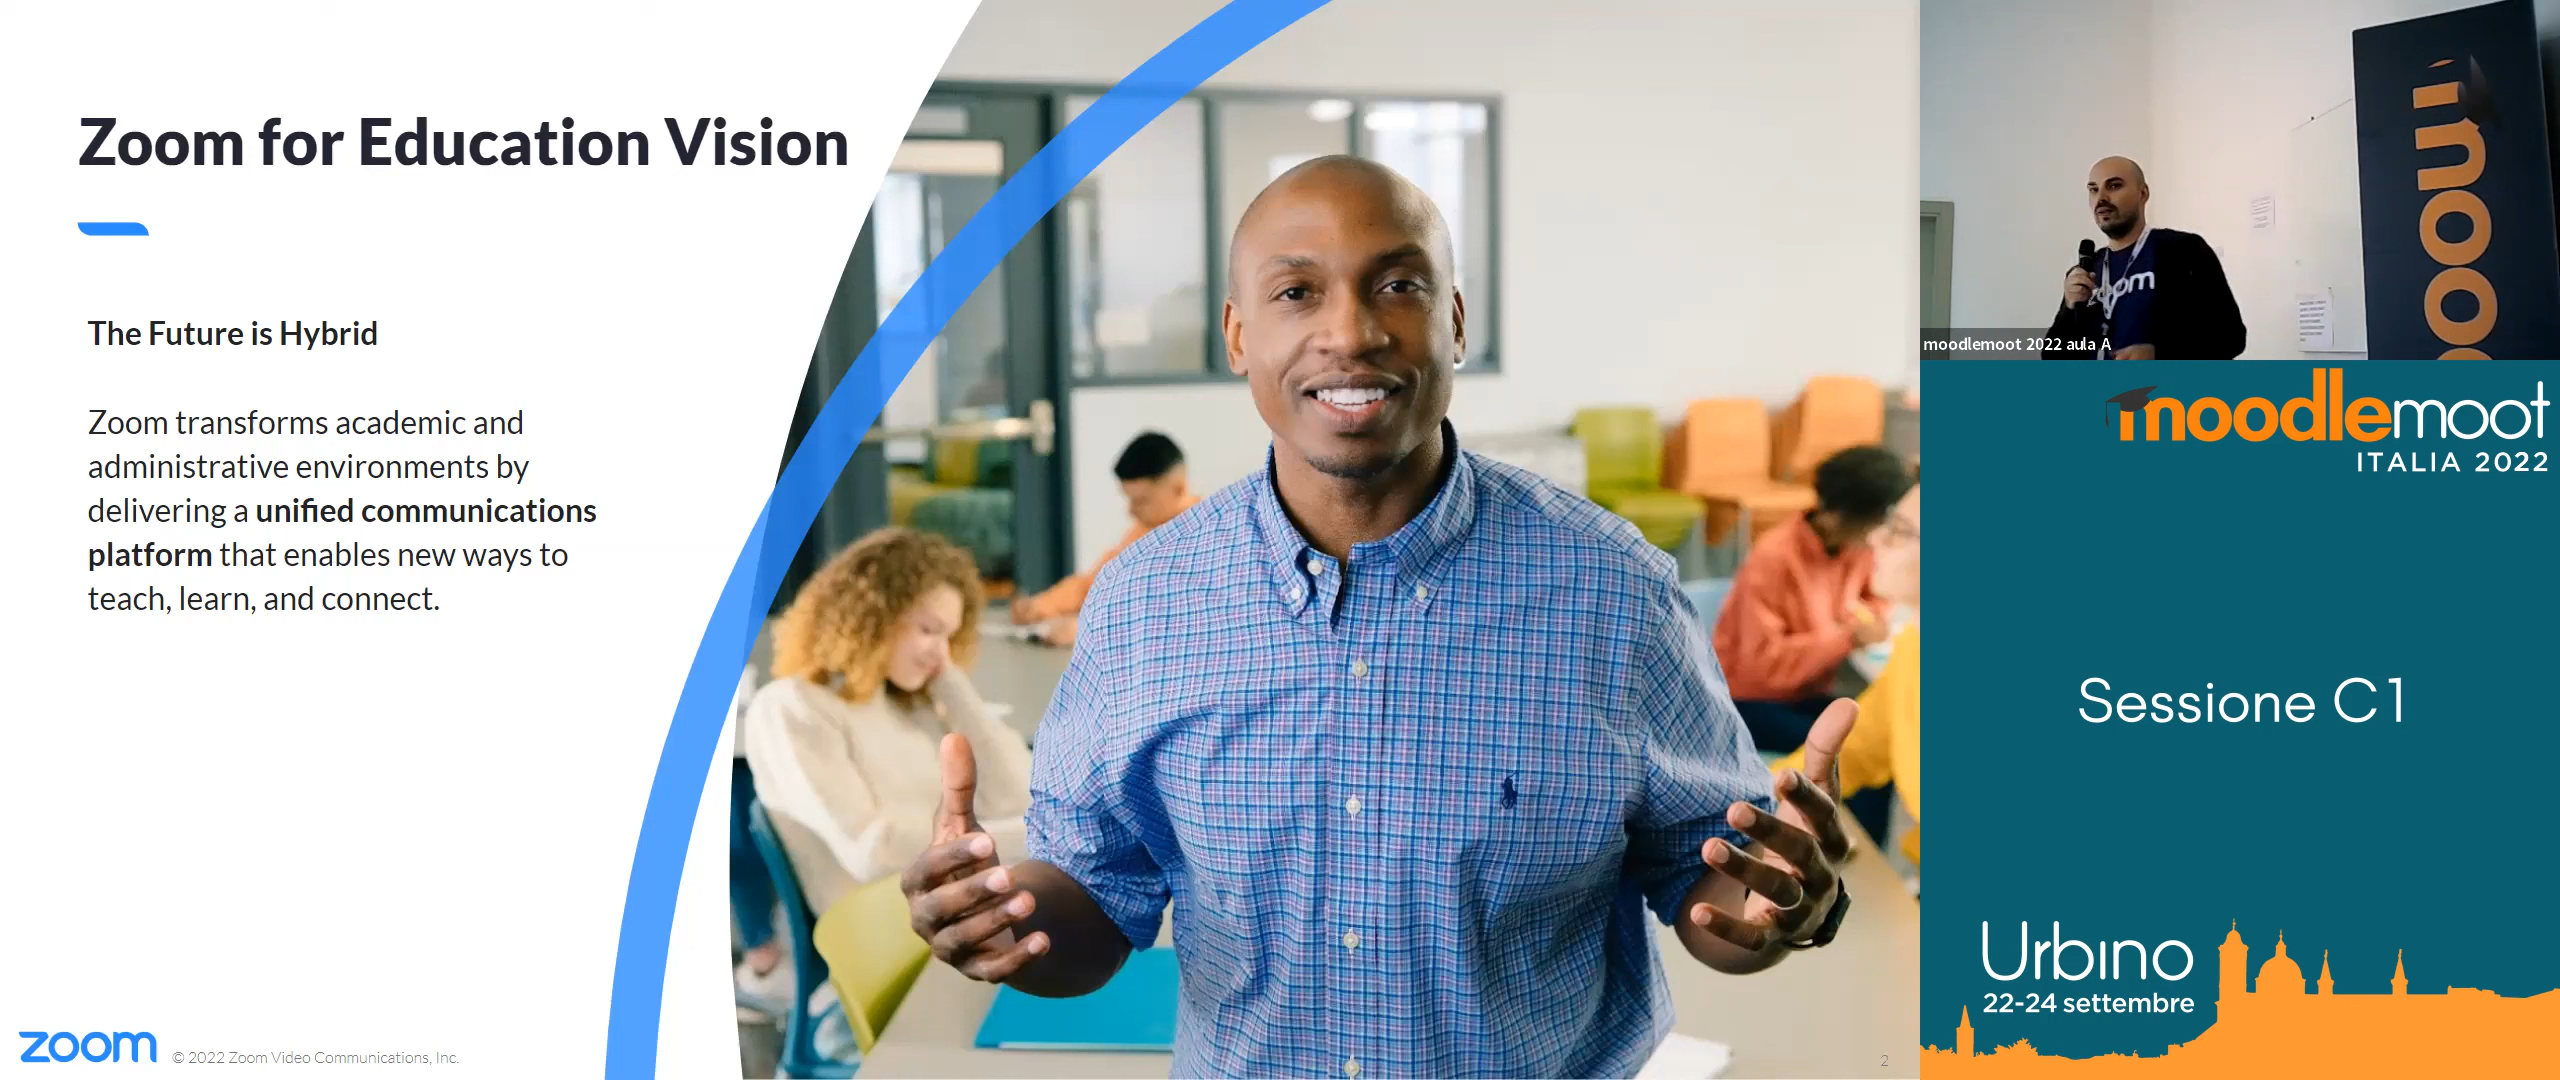 Zoom for Education Vision
The Future is Hybrid
Zoom transforms academic and
administrative environments by
delivering a unified communications
platform that enables new ways to
teach, learn, and connect.
zoom
© 2022 Zoom Video Communications, Inc.
2
zoom
moodlemoot 2022 aula A
moodlemoot
ITALIA 2022
Sessione C1
Urbino
22-24 settembre